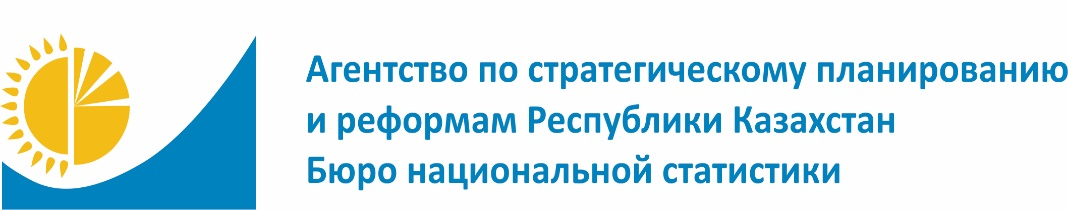 Агентство по стратегическому планированию
и реформам Республики Казахстан
Бюро национальной статистики